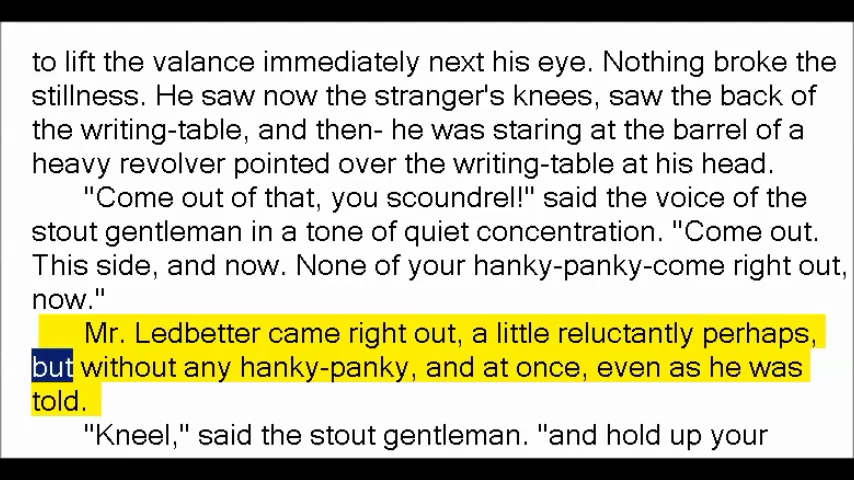 to lift the valance immediately next his eye. Nothing broke the
stillness. He saw now the stranger's knees, saw the back of
the writing-table, and then- he was staring at the barrel of a
heavy revolver pointed over the writing-table at his head.
"Come out of that, you scoundrel!" said the voice of the
stout gentleman in a tone of quiet concentration. "Come out.
This side, and now. None of your hanky-panky-come right out,
now."
Mr. Ledbetter came right out, a little reluctantly perhaps,
but without any hanky-panky, and at once, even as he was
told.
"Kneel," said the stout gentleman. "and hold up your